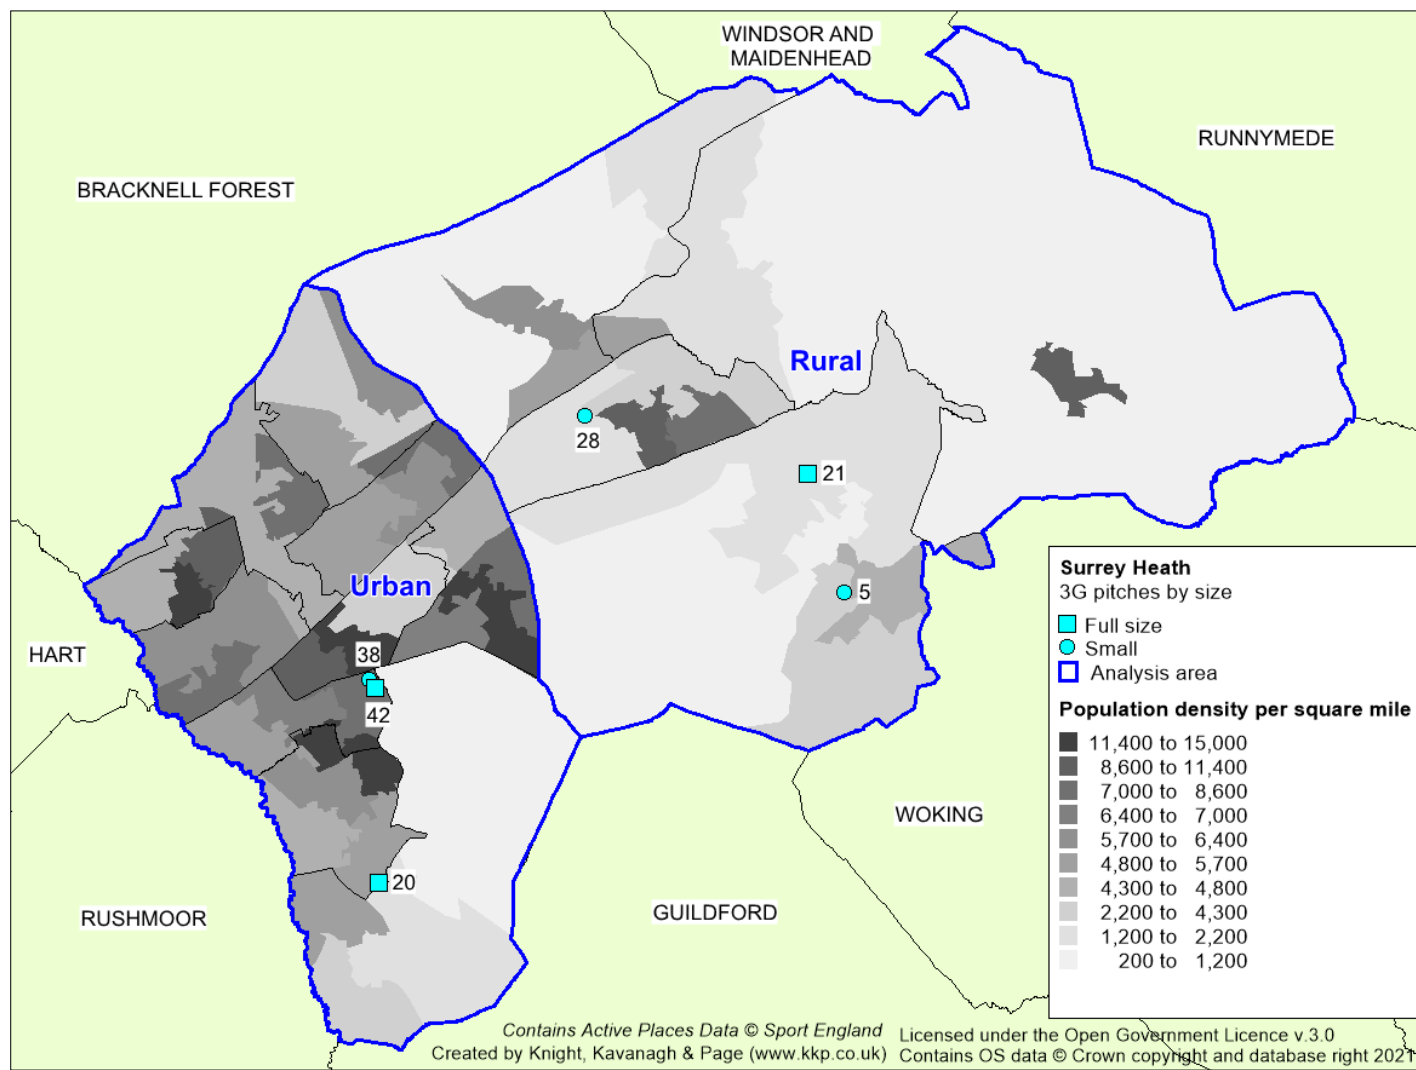 WINDSOR AND
MAIDENHEAD
RUNNYMEDE
BRACKNELL FOREST
Rural
28
21
Urban
5
HART
38
42
WOKING
20
RUSHMOOR
GUILDFORD
Surrey Heath
3G pitches by size
Full size
Small
Analysis area
Population density per square mile
11,400 to 15,000
8,600 to 11,400
7,000 to 8,600
6,400 to 7,000
5,700 to 6,400
4,800 to 5,700
4,300 to 4,800
2,200 to 4,300
1,200 to 2,200
200 to 1,200
Contains Active Places Data © Sport England
Created by Knight, Kavanagh & Page (www.kkp.co.uk)
Licensed under the Open Government Licence v.3.0
Contains OS data © Crown copyright and database right 2021